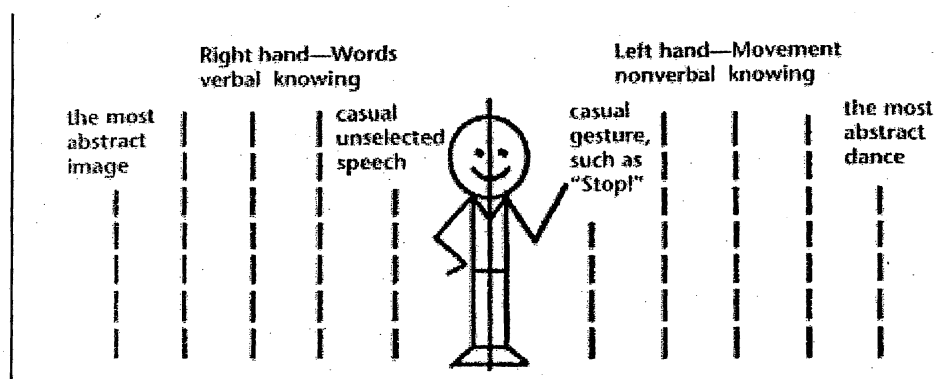 Right hand—Words
verbal knowing
Left hand—Movement
nonverbal knowing
the most
abstract
image
casual
unselected
speech
casual
gesture,
such as
"Stop!"
the most
abstract
dance